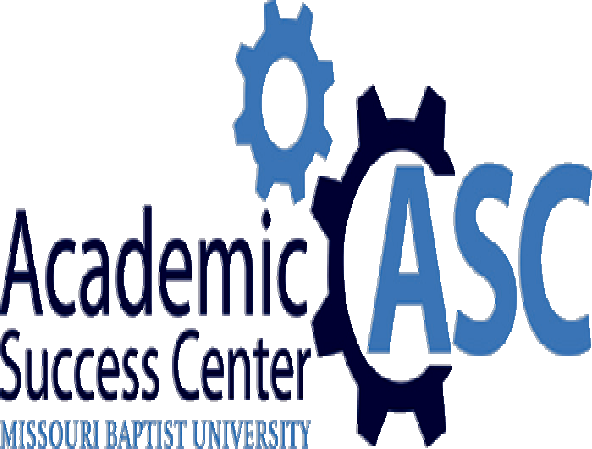 ASC
Academic
Success Center
MISSOURI BAPTIST UNIVERSITY